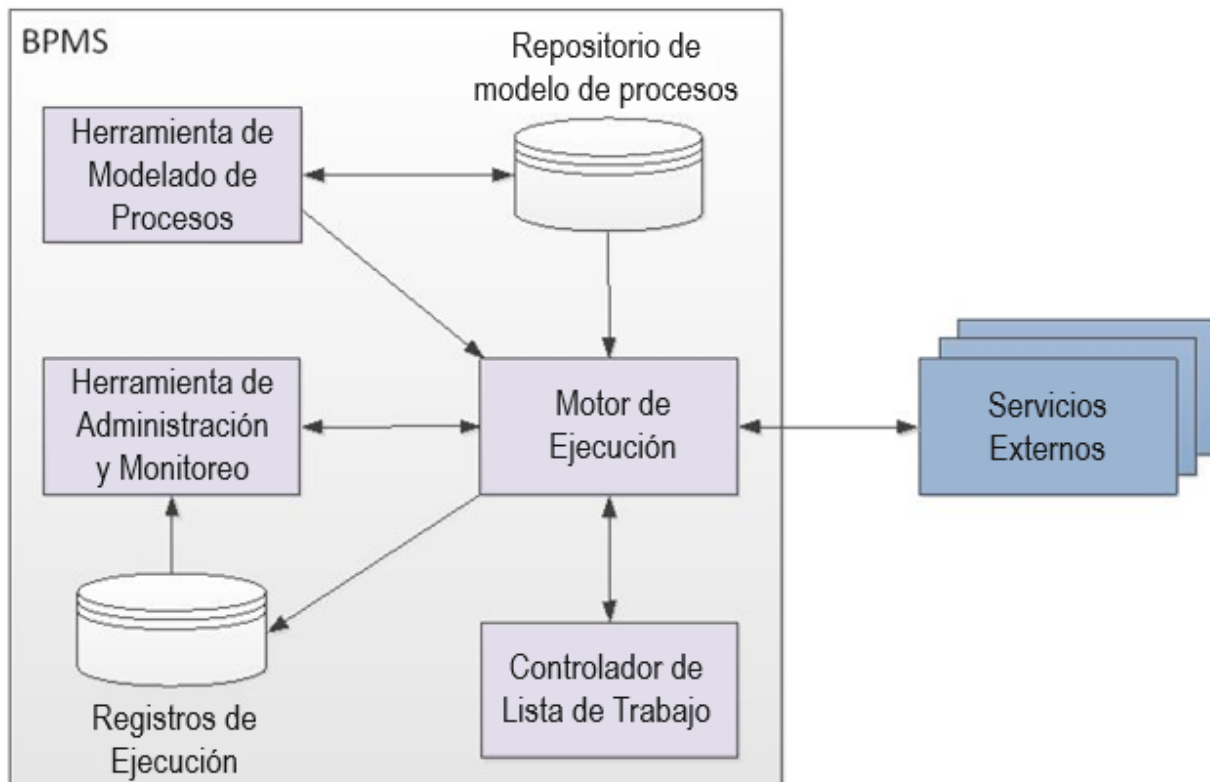 BPMS
Repositorio de
modelo de procesos
Herramienta de
Modelado de
Procesos
Herramienta de
Administración
y Monitoreo
Motor de
Ejecución
Servicios
Externos
Controlador de
Lista de Trabajo
Registros de
Ejecución